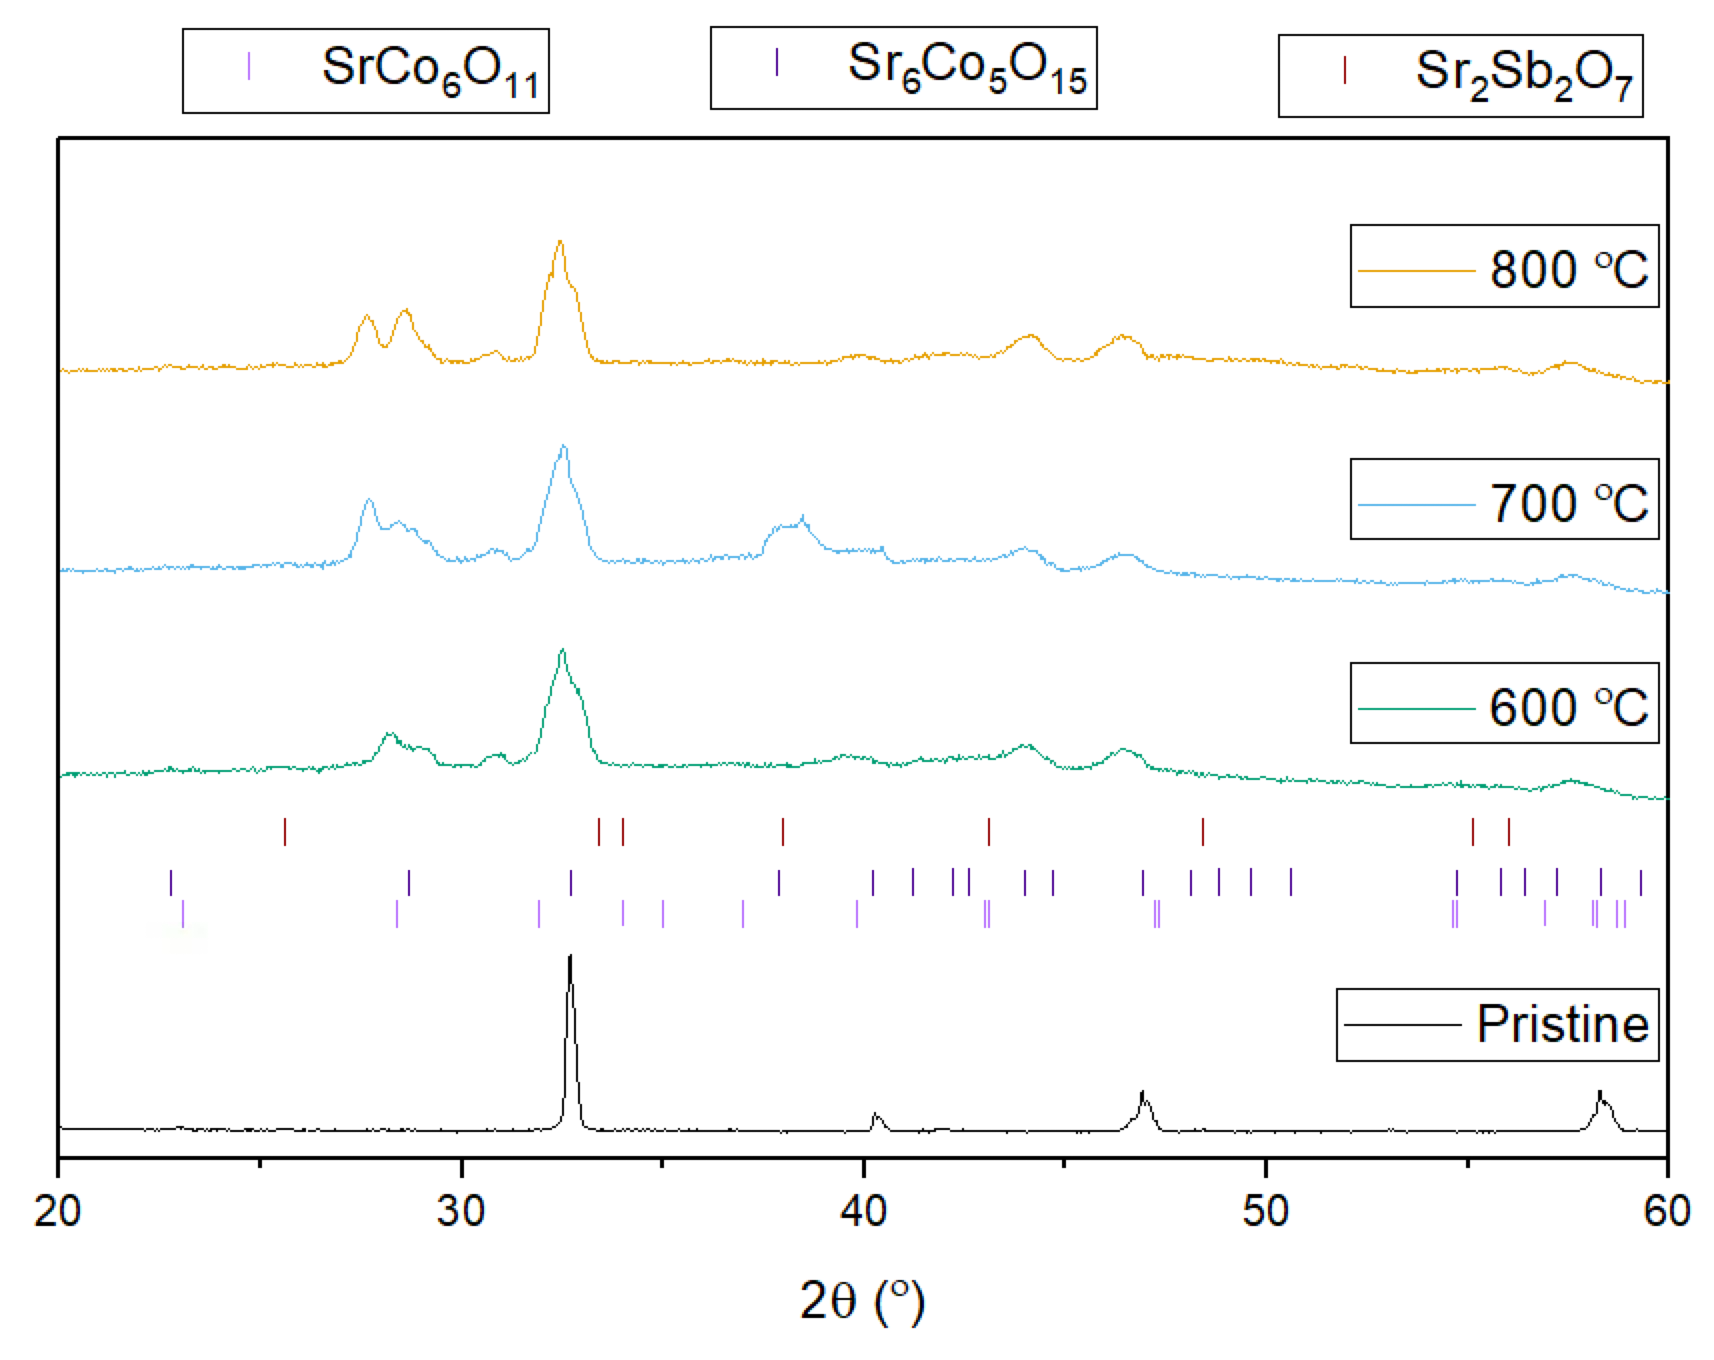 SrCo₆O₁₁
Sr₆Co₅O₁₅
Sr₂Sb₂O₇
800 °C
700 °C
600 °C
Pristine
20 30 40 50 60
2θ (°)